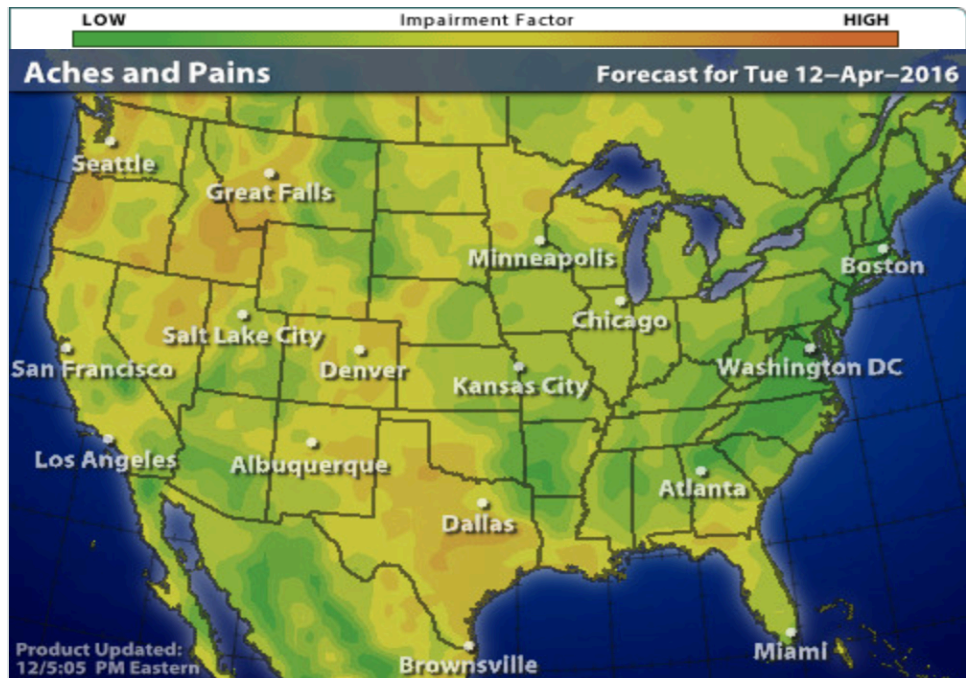 LOW Impairment Factor HIGH
Aches and Pains Forecast for Tue 12-Apr-2016
Seattle
Great Falls
Minneapolis
Boston
Chicago
Salt Lake City
San Francisco
Denver
Washington DC
Kansas City
Los Angeles
Albuquerque
Atlanta
Dallas
Product Updated:
12/5:05 PM Eastern
Brownsville
Miami